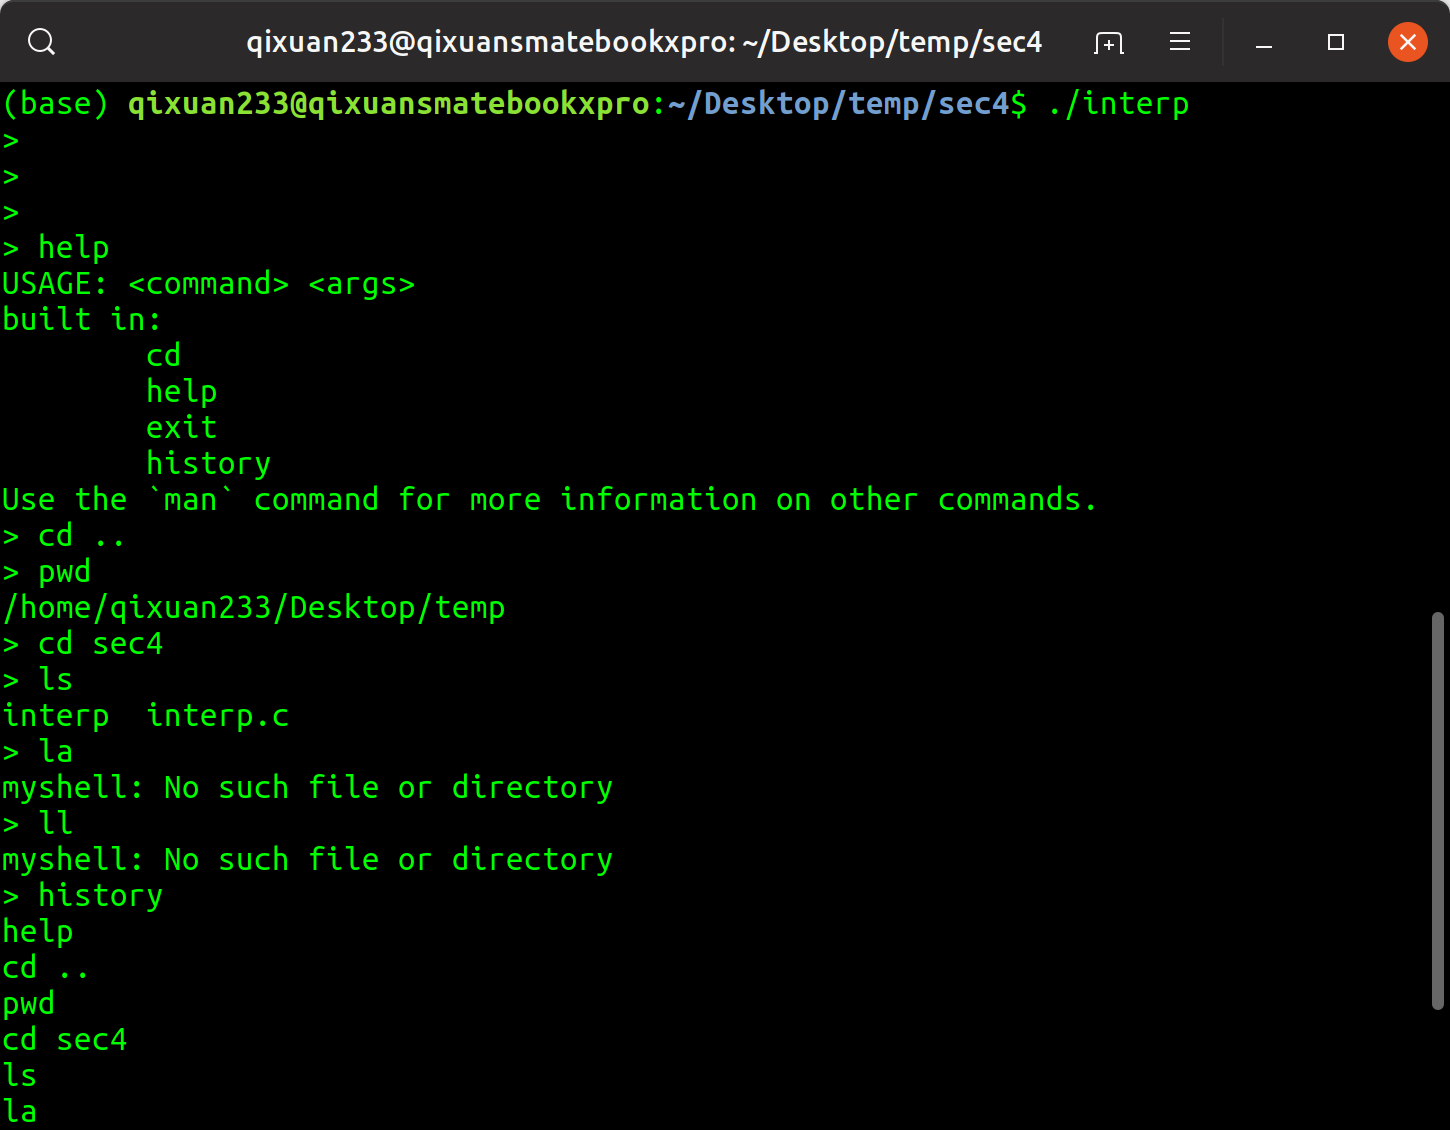 qixuan233@qixuansmatebookxpro: ~/Desktop/temp/sec4
(base) qixuan233@qixuansmatebookxpro:~/Desktop/temp/sec4$ ./interp
>
>
>
> help
USAGE: <command> <args>
built in:
        cd
        help
        exit
        history
Use the `man` command for more information on other commands.
> cd ..
> pwd
/home/qixuan233/Desktop/temp
> cd sec4
> ls
interp  interp.c
> la
myshell: No such file or directory
> ll
myshell: No such file or directory
> history
help
cd ..
pwd
cd sec4
ls
la